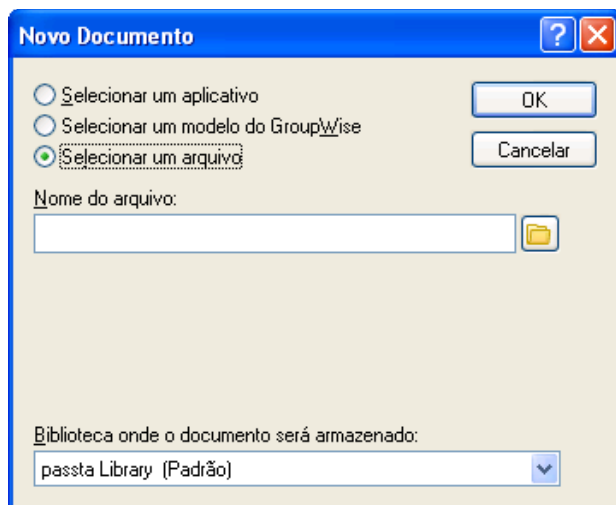 Novo Documento
Selecionar um aplicativo
OK
Selecionar um modelo do GroupWise
Selecionar um arquivo
Cancelar
Nome do arquivo:
Biblioteca onde o documento será armazenado:
passta Library (Padrão)